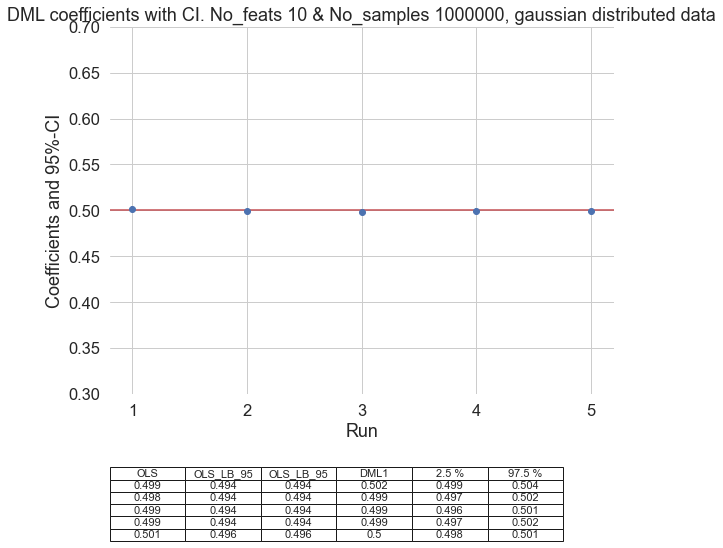 DML coefficients with CI. No_feats 10 & No_samples 1000000, gaussian distributed data
0.70
0.65
0.60
0.55
0.50
0.45
0.40
0.35
0.30
Coefficients and 95%-CI
1 2 3 4 5
Run
OLS OLS_LB_95 OLS_LB_95 DML1 2.5 % 97.5 %
0.499 0.494 0.494 0.502 0.499 0.504
0.498 0.494 0.494 0.499 0.497 0.502
0.499 0.494 0.494 0.499 0.496 0.501
0.499 0.494 0.494 0.499 0.497 0.502
0.501 0.496 0.496 0.5 0.498 0.501